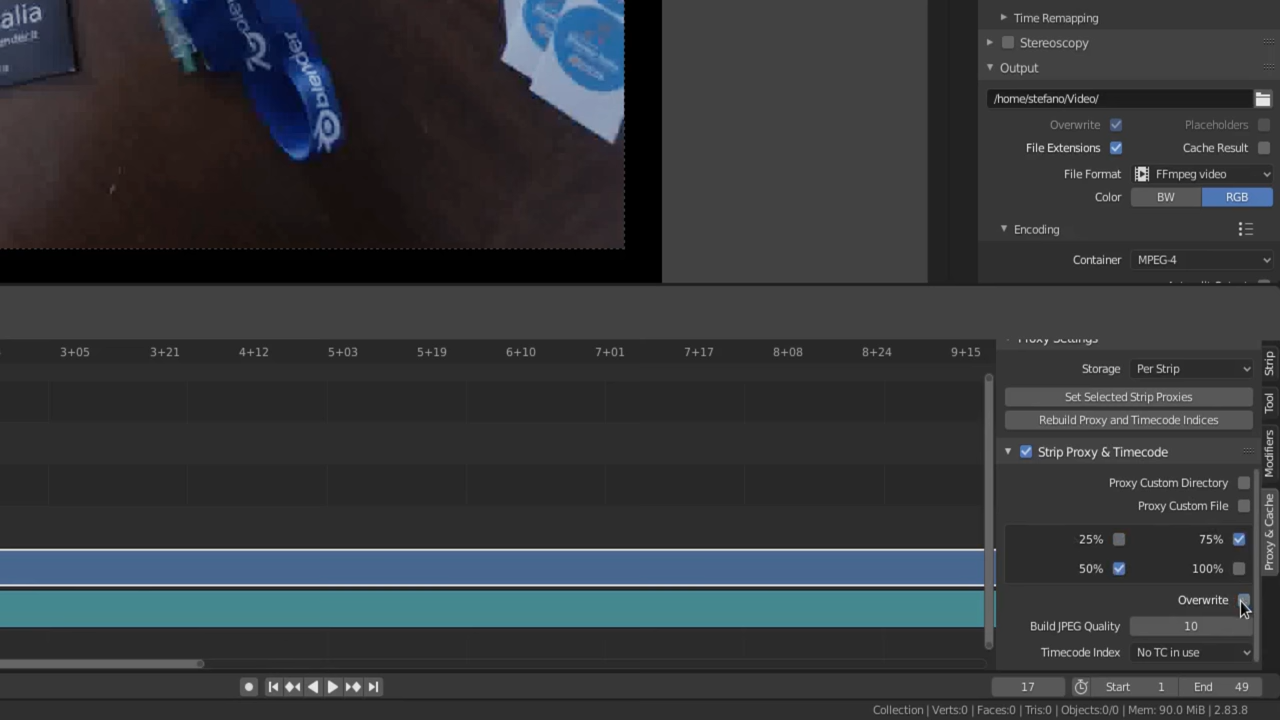 alia
nder.it
blender
blender
Time Remapping
Stereoscopy
Output
/home/stefano/Video/
Overwrite
Placeholders
File Extensions
Cache Result
File Format
FFmpeg video
Color
BW
RGB
Encoding
Container
MPEG-4
3+05
3+21
4+12
5+03
5+19
6+10
7+01
7+17
8+08
8+24
9+15
Proxy Settings
Storage
Per Strip
Set Selected Strip Proxies
Rebuild Proxy and Timecode Indices
Strip Proxy & Timecode
Proxy Custom Directory
Proxy Custom File
25%
75%
50%
100%
Overwrite
Build JPEG Quality
10
Timecode Index
No TC in use
Strip
Tool
Modifiers
Proxy & Cache
17
Start
1
End
49
Collection | Verts:0 | Faces:0 | Tris:0 | Objects:0/0 | Mem: 90.0 MiB | 2.83.8